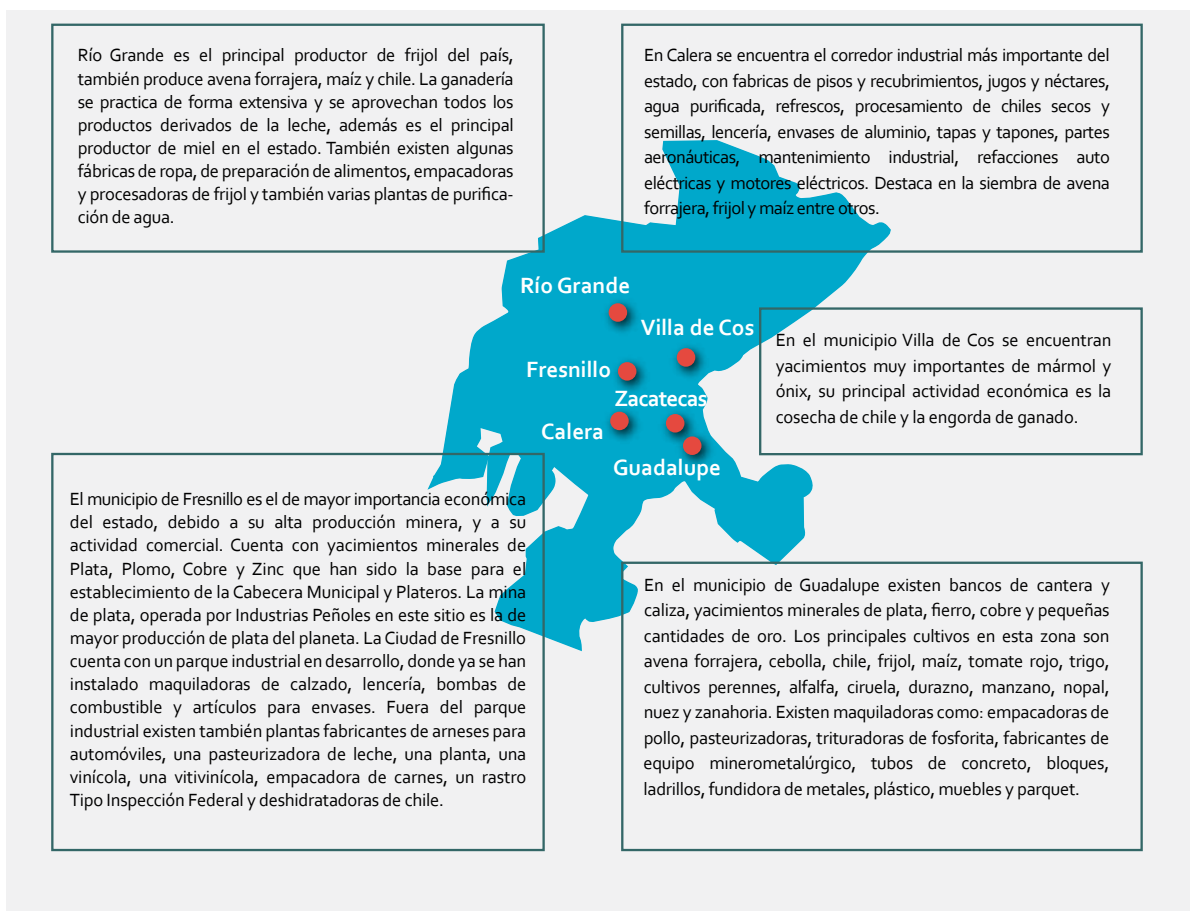 Río Grande es el principal productor de frijol del país,
también produce avena forrajera, maíz y chile. La ganadería
se practica de forma extensiva y se aprovechan todos los
productos derivados de la leche, además es el principal
productor de miel en el estado. También existen algunas
fábricas de ropa, de preparación de alimentos, empacadoras
y procesadoras de frijol y también varias plantas de purifica-
ción de agua.
En Calera se encuentra el corredor industrial más importante del
estado, con fabricas de pisos y recubrimientos, jugos y néctares,
agua purificada, refrescos, procesamiento de chiles secos y
semillas, lencería, envases de aluminio, tapas y tapones, partes
aeronáuticas, mantenimiento industrial, refacciones auto
eléctricas y motores eléctricos. Destaca en la siembra de avena
forrajera, frijol y maíz entre otros.
Río Grande
Villa de Cos
Fresnillo
Zacatecas
Calera
Guadalupe
En el municipio Villa de Cos se encuentran
yacimientos muy importantes de mármol y
ónix, su principal actividad económica es la
cosecha de chile y la engorda de ganado.
El municipio de Fresnillo es el de mayor importancia económica
del estado, debido a su alta producción minera, y a su
actividad comercial. Cuenta con yacimientos minerales de
Plata, Plomo, Cobre y Zinc que han sido la base para el
establecimiento de la Cabecera Municipal y Plateros. La mina
de plata, operada por Industrias Peñoles en este sitio es la de
mayor producción de plata del planeta. La Ciudad de Fresnillo
cuenta con un parque industrial en desarrollo, donde ya se han
instalado maquiladoras de calzado, lencería, bombas de
combustible y artículos para envases. Fuera del parque
industrial existen también plantas fabricantes de arneses para
automóviles, una pasteurizadora de leche, una planta, una
vinícola, una vitivinícola, empacadora de carnes, un rastro
Tipo Inspección Federal y deshidratadoras de chile.
En el municipio de Guadalupe existen bancos de cantera y
caliza, yacimientos minerales de plata, fierro, cobre y pequeñas
cantidades de oro. Los principales cultivos en esta zona son
avena forrajera, cebolla, chile, frijol, maíz, tomate rojo, trigo,
cultivos perennes, alfalfa, ciruela, durazno, manzano, nopal,
nuez y zanahoria. Existen maquiladoras como: empacadoras de
pollo, pasteurizadoras, trituradoras de fosforita, fabricantes de
equipo minerometalúrgico, tubos de concreto, bloques,
ladrillos, fundidora de metales, plástico, muebles y parquet.